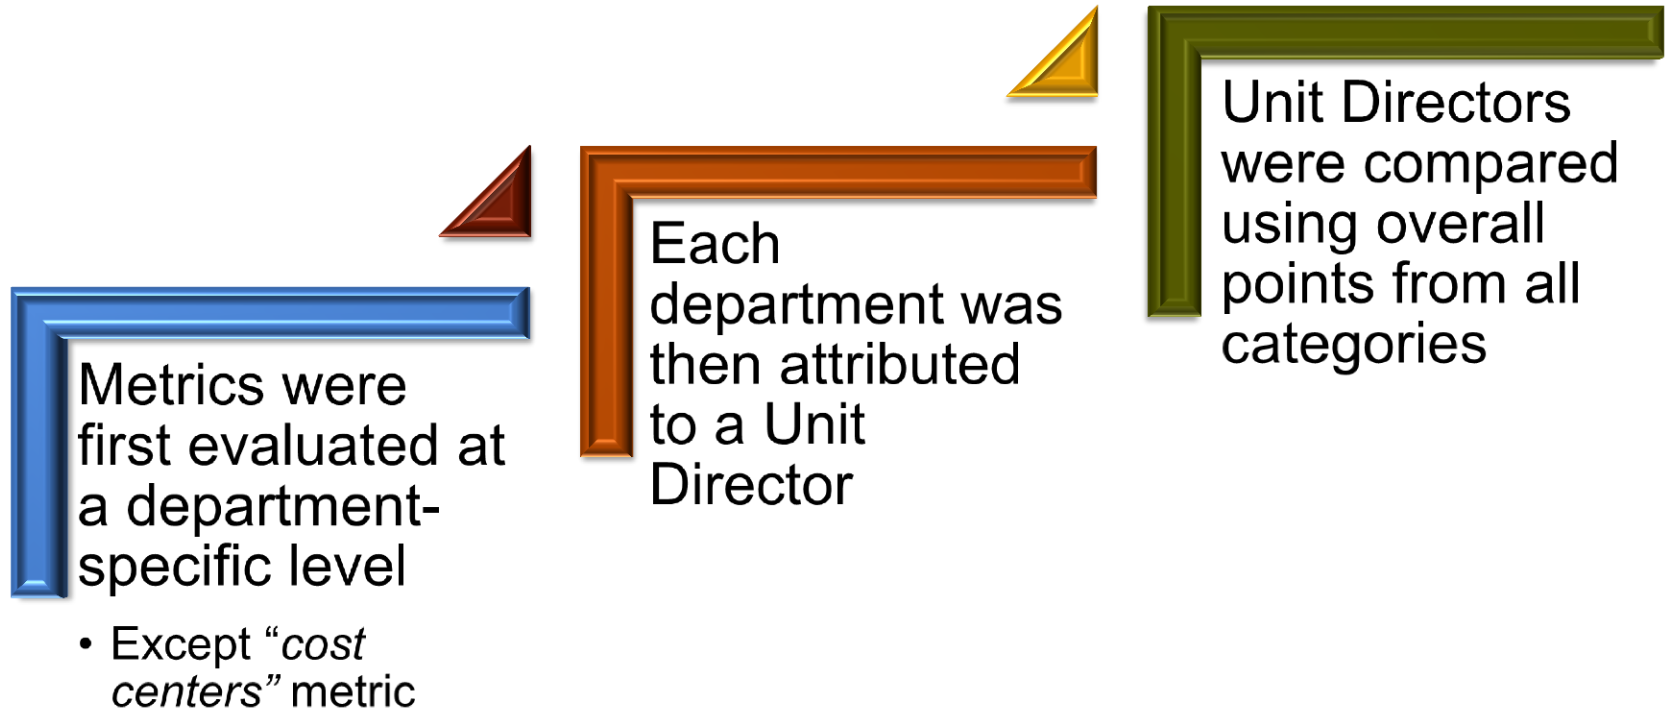 Metrics were
first evaluated at
a department-
specific level
• Except “cost
centers” metric
Each
department was
then attributed
to a Unit
Director
Unit Directors
were compared
using overall
points from all
categories